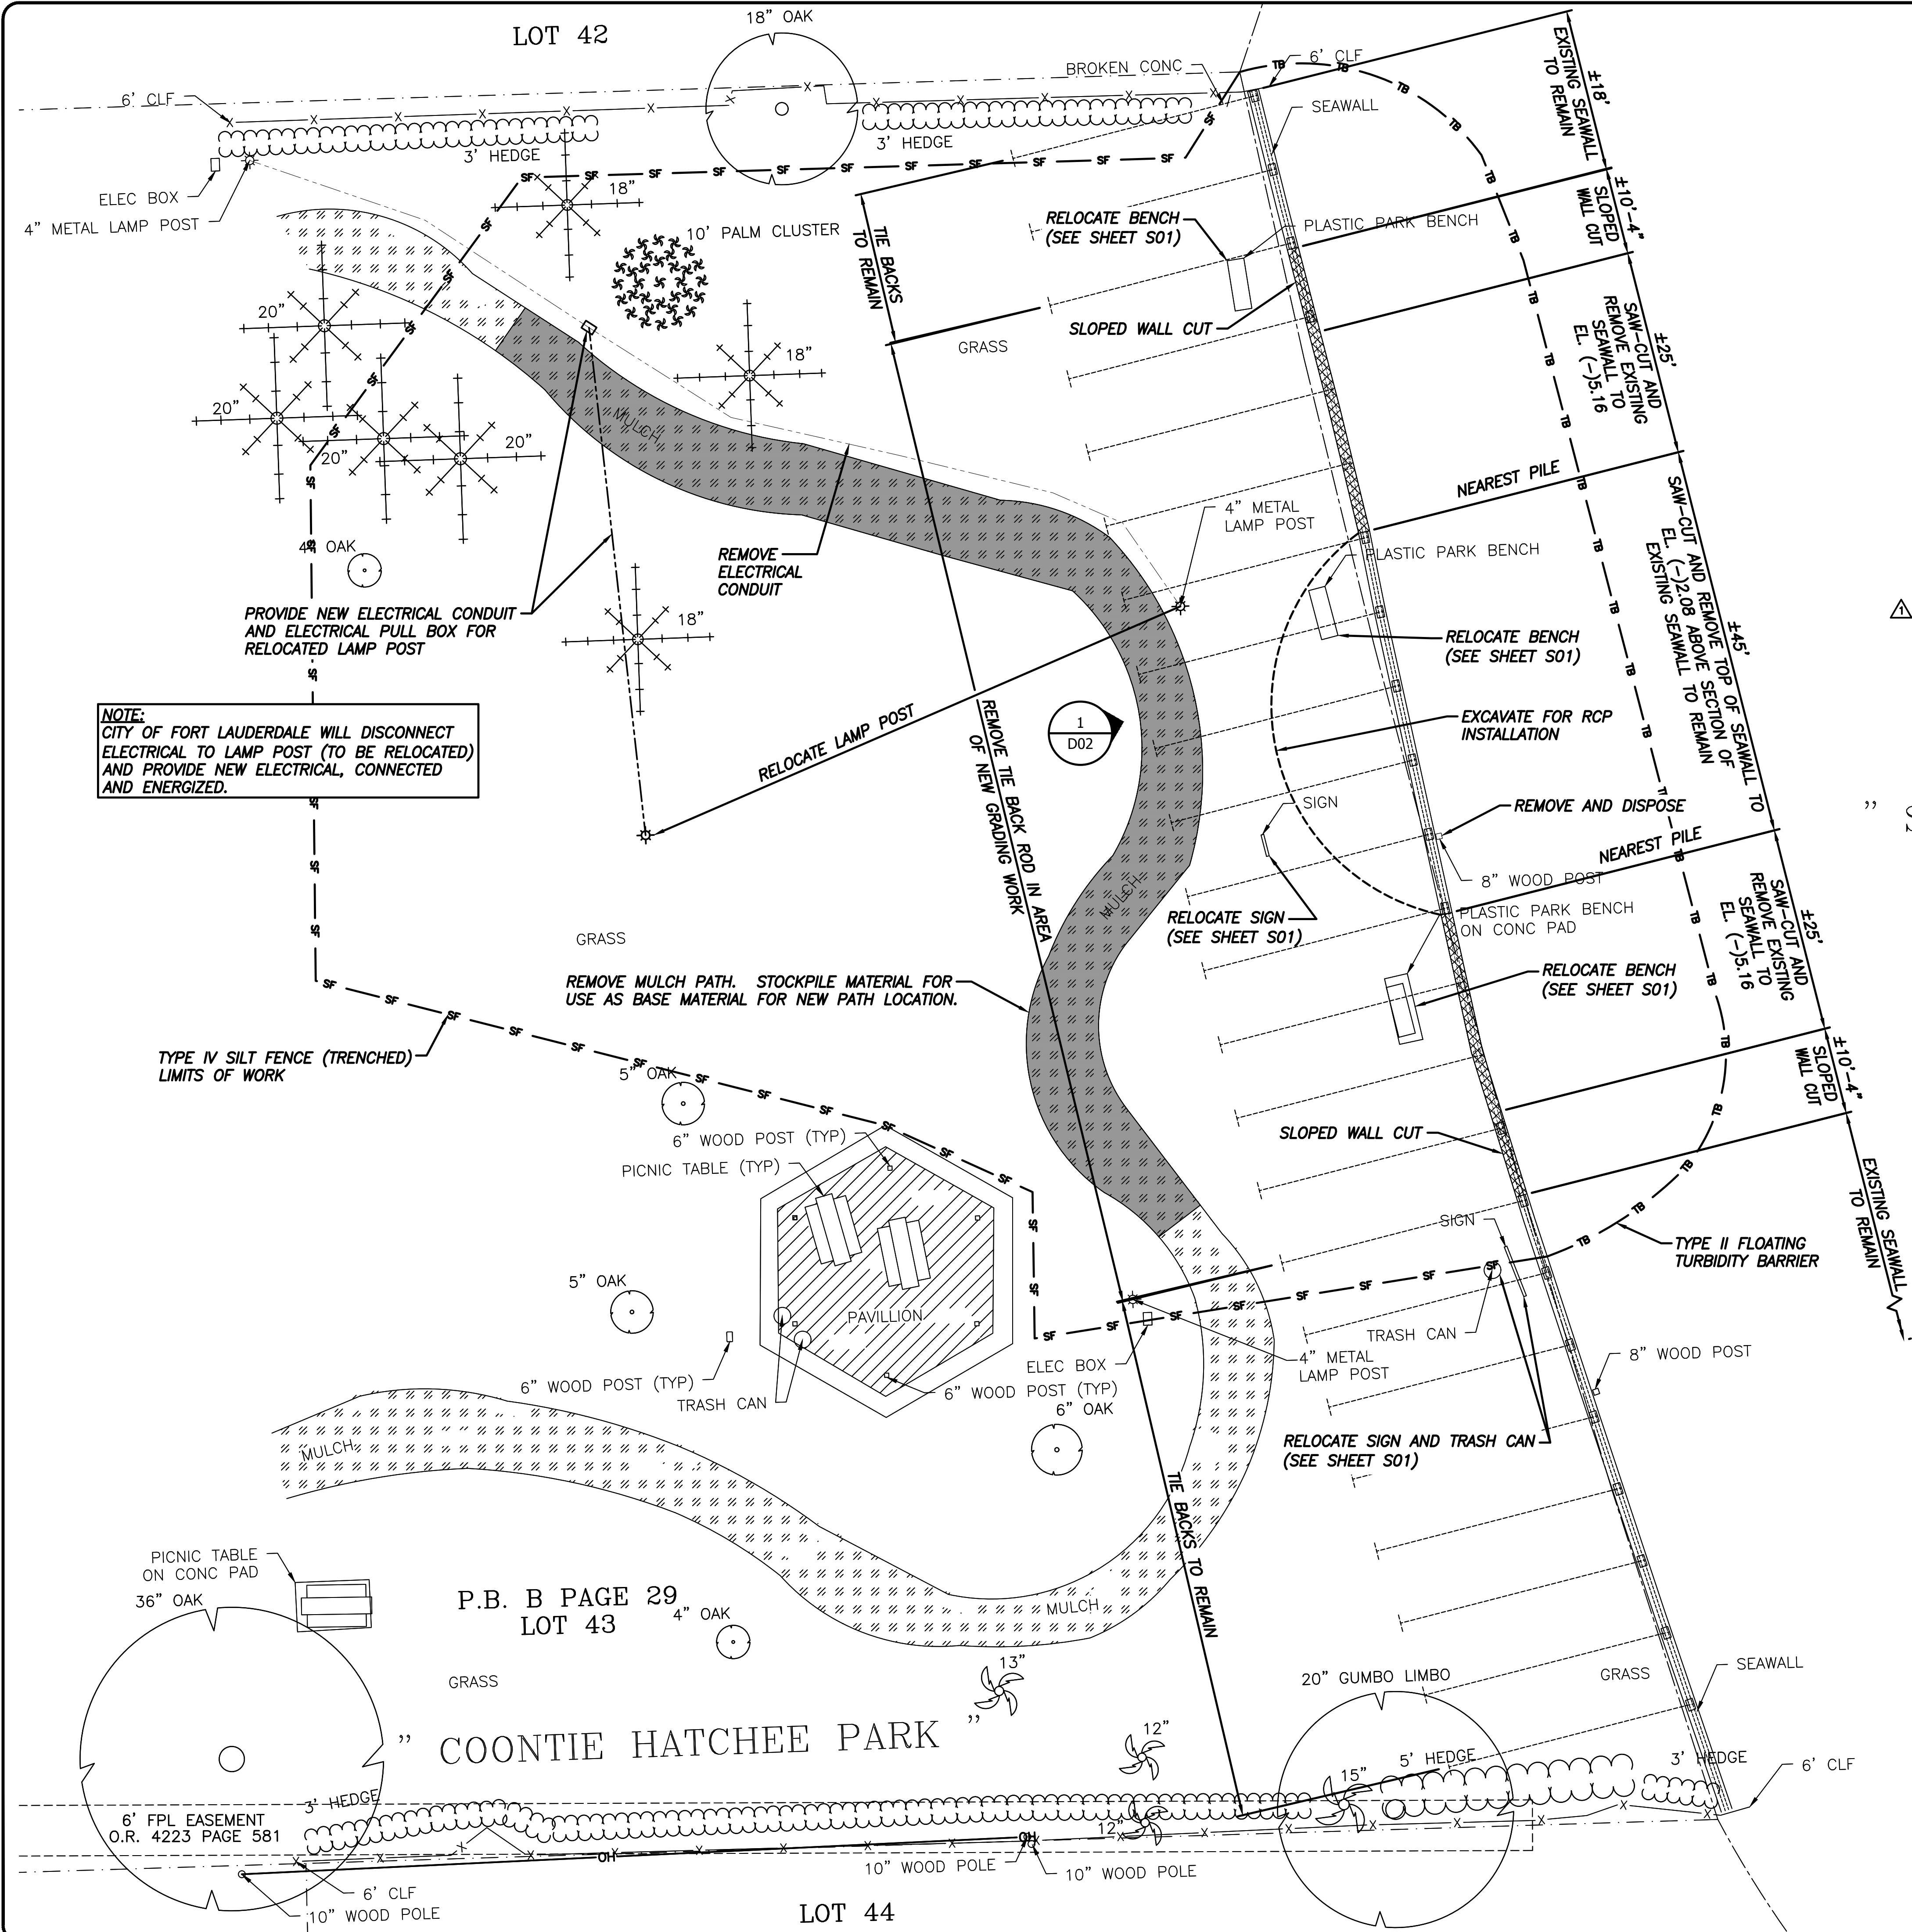 LOT 42
18" OAK
BROKEN CONC
6' CLF
6' CLF
SEAWALL
3' HEDGE
3' HEDGE
ELEC BOX
4" METAL LAMP POST
18"
10' PALM CLUSTER
TIE BACKS
TO REMAIN
RELOCATE BENCH
(SEE SHEET S01)
PLASTIC PARK BENCH
SLOPED WALL CUT
GRASS
±18'
EXISTING SEAWALL
TO REMAIN
±10'-4"
SLOPED
WALL CUT
±25'
SAW-CUT AND
REMOVE EXISTING
SEAWALL TO
EL. (-)5.16
20"
20"
20"
20"
18"
MULCH
NEAREST PILE
4" METAL
LAMP POST
PLASTIC PARK BENCH
4" OAK
REMOVE
ELECTRICAL
CONDUIT
PROVIDE NEW ELECTRICAL CONDUIT
AND ELECTRICAL PULL BOX FOR
RELOCATED LAMP POST
18"
RELOCATE BENCH
(SEE SHEET S01)
±45'
SAW-CUT AND REMOVE TOP OF SEAWALL TO
EL. (-)2.08 ABOVE SECTION OF
EXISTING SEAWALL TO REMAIN
1
NOTE:
CITY OF FORT LAUDERDALE WILL DISCONNECT
ELECTRICAL TO LAMP POST (TO BE RELOCATED)
AND PROVIDE NEW ELECTRICAL, CONNECTED
AND ENERGIZED.
RELOCATE LAMP POST
1
D02
REMOVE TIE BACK ROD IN AREA
OF NEW GRADING WORK
EXCAVATE FOR RCP
INSTALLATION
SIGN
REMOVE AND DISPOSE
NEAREST PILE
8" WOOD POST
MULCH
RELOCATE SIGN
(SEE SHEET S01)
PLASTIC PARK BENCH
ON CONC PAD
±25'
SAW-CUT AND
REMOVE EXISTING
SEAWALL TO
EL. (-)5.16
GRASS
REMOVE MULCH PATH. STOCKPILE MATERIAL FOR
USE AS BASE MATERIAL FOR NEW PATH LOCATION.
RELOCATE BENCH
(SEE SHEET S01)
TYPE IV SILT FENCE (TRENCHED)
LIMITS OF WORK
±10'-4"
SLOPED
WALL CUT
5" OAK
6" WOOD POST (TYP)
PICNIC TABLE (TYP)
SLOPED WALL CUT
SIGN
EXISTING SEAWALL
TO REMAIN
TYPE II FLOATING
TURBIDITY BARRIER
5" OAK
PAVILLION
TRASH CAN
ELEC BOX
4" METAL
LAMP POST
8" WOOD POST
6" WOOD POST (TYP)
TRASH CAN
6" WOOD POST (TYP)
6" OAK
MULCH
RELOCATE SIGN AND TRASH CAN
(SEE SHEET S01)
TIE BACKS TO REMAIN
PICNIC TABLE
ON CONC PAD
36" OAK
P.B. B PAGE 29
LOT 43
4" OAK
MULCH
GRASS
13"
20" GUMBO LIMBO
GRASS
SEAWALL
" COONTIE HATCHEE PARK "
12"
15"
5' HEDGE
3' HEDGE
6' CLF
6' FPL EASEMENT
O.R. 4223 PAGE 581
3' HEDGE
12"
OH
OH
10" WOOD POLE
10" WOOD POLE
6' CLF
10" WOOD POLE
LOT 44